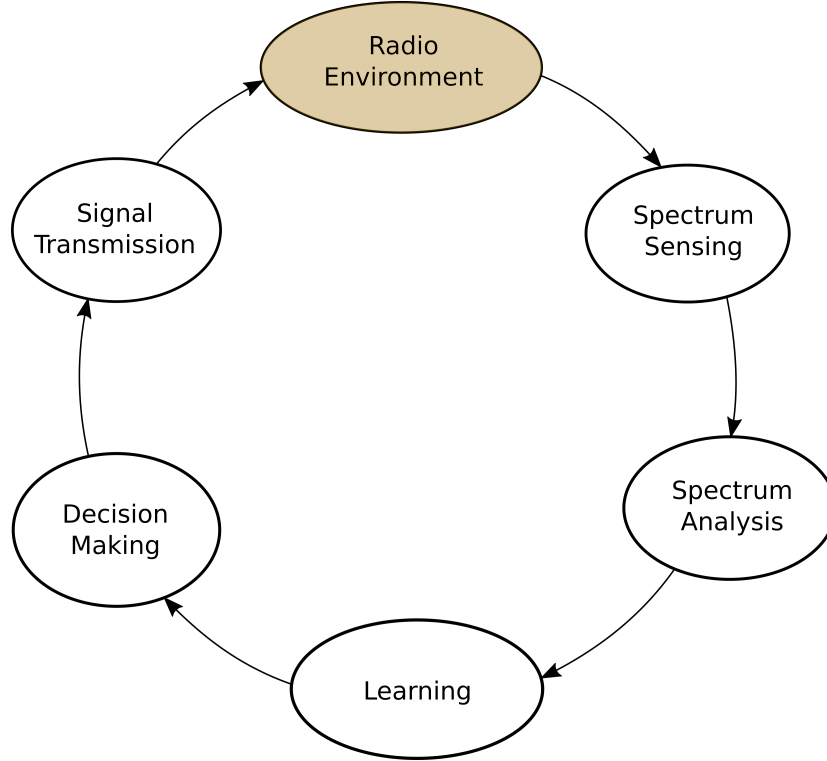 Radio
Environment
Spectrum
Sensing
Spectrum
Analysis
Learning
Decision
Making
Signal
Transmission